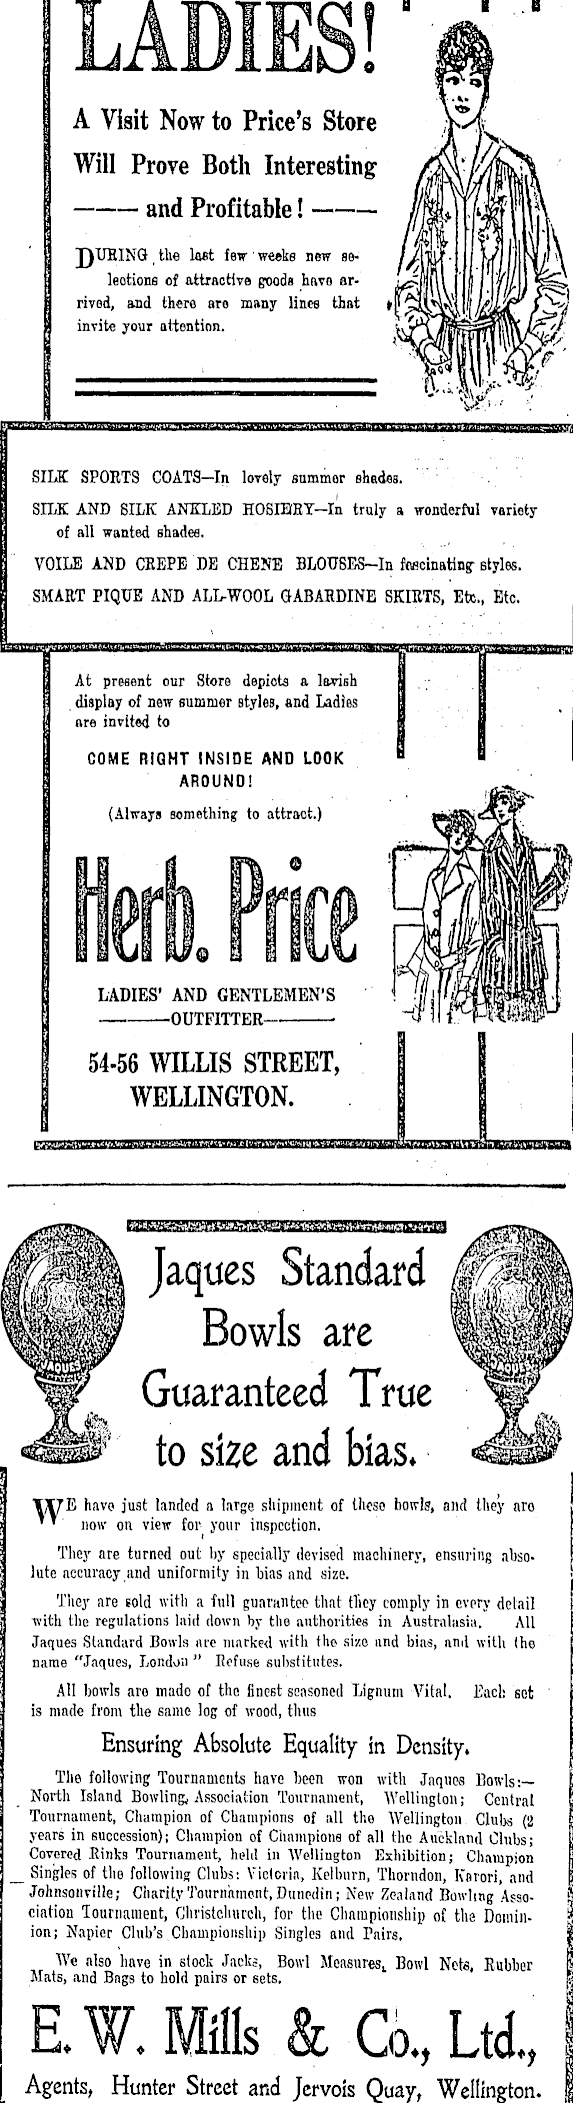 LADIES!
A Visit Now to Price's Store
Will Prove Both Interesting
and Profitable!
DURING the last few weeks new se-
lections of attractive goods have ar-
rived, and there are many lines that
invite your attention.
SILK SPORTS COATS—In lovely summer shades.
SILK AND SILK ANKLED HOSIERY—In truly a wonderful variety
of all wanted shades.
VOILE AND CREPE DE CHENE BLOUSES—In fascinating styles.
SMART PIQUE AND ALL-WOOL GABARDINE SKIRTS, Etc., Etc.
At present our Store depicts a lavish
display of new summer styles, and Ladies
are invited to
COME RIGHT INSIDE AND LOOK
AROUND!
(Always something to attract.)
Herb. Price
LADIES' AND GENTLEMEN'S
OUTFITTER
54-56 WILLIS STREET,
WELLINGTON.
Jaques Standard
Bowls are
Guaranteed True
to size and bias.
JAQUES
JAQUES
WE have just landed a large shipment of these bowls, and they are
now on view for your inspection.
They are turned out by specially devised machinery, ensuring abso-
lute accuracy and uniformity in bias and size.
They are sold with a full guarantee that they comply in every detail
with the regulations laid down by the authorities in Australasia. All
Jaques Standard Bowls are marked with the size and bias, and with the
name "Jaques, London" Refuse substitutes.
All bowls are made of the finest seasoned Lignum Vital. Each set
is made from the same log of wood, thus
Ensuring Absolute Equality in Density.
The following Tournaments have been won with Jaques Bowls:—
North Island Bowling Association Tournament, Wellington; Central
Tournament, Champion of Champions of all the Wellington Clubs (2
years in succession); Champion of Champions of all the Auckland Clubs;
Covered Rinks Tournament, held in Wellington Exhibition; Champion
Singles of the following Clubs: Victoria, Kelburn, Thorndon, Karori, and
Johnsonville; Charity Tournament, Dunedin; New Zealand Bowling Asso-
ciation Tournament, Christchurch, for the Championship of the Domin-
ion; Napier Club's Championship Singles and Pairs.
We also have in stock Jacks, Bowl Measures, Bowl Nets, Rubber
Mats, and Bags to hold pairs or sets.
E. W. Mills & Co., Ltd.,
Agents, Hunter Street and Jervois Quay, Wellington.